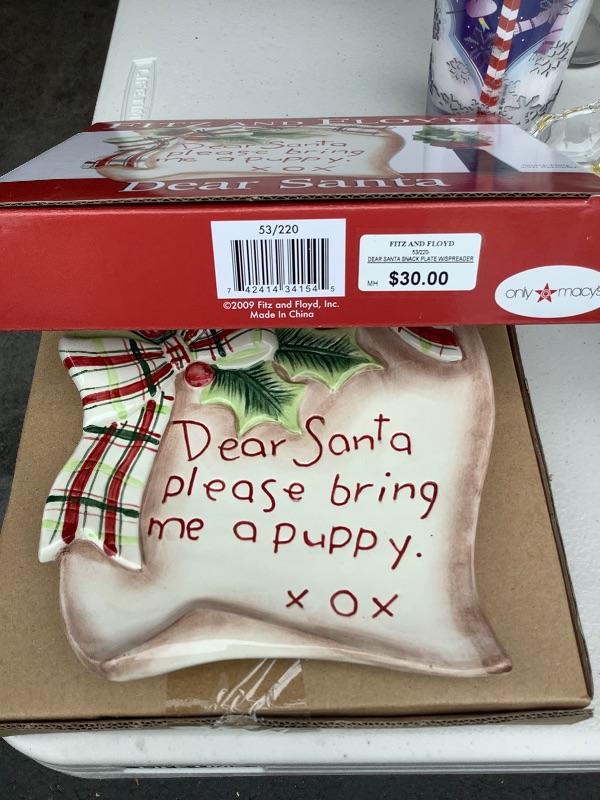 LIFETIME
FITZ AND FLOYD
Dear Santa
please bring
me a puppy.
X O X
Dear Santa
53/220
7 42414 34154 5
©2009 Fitz and Floyd, Inc.
Made In China
FITZ AND FLOYD
53/220-
DEAR SANTA SNACK PLATE W/SPREADER
MH $30.00
only macy's
Dear Santa
please bring
me a puppy.
x O x